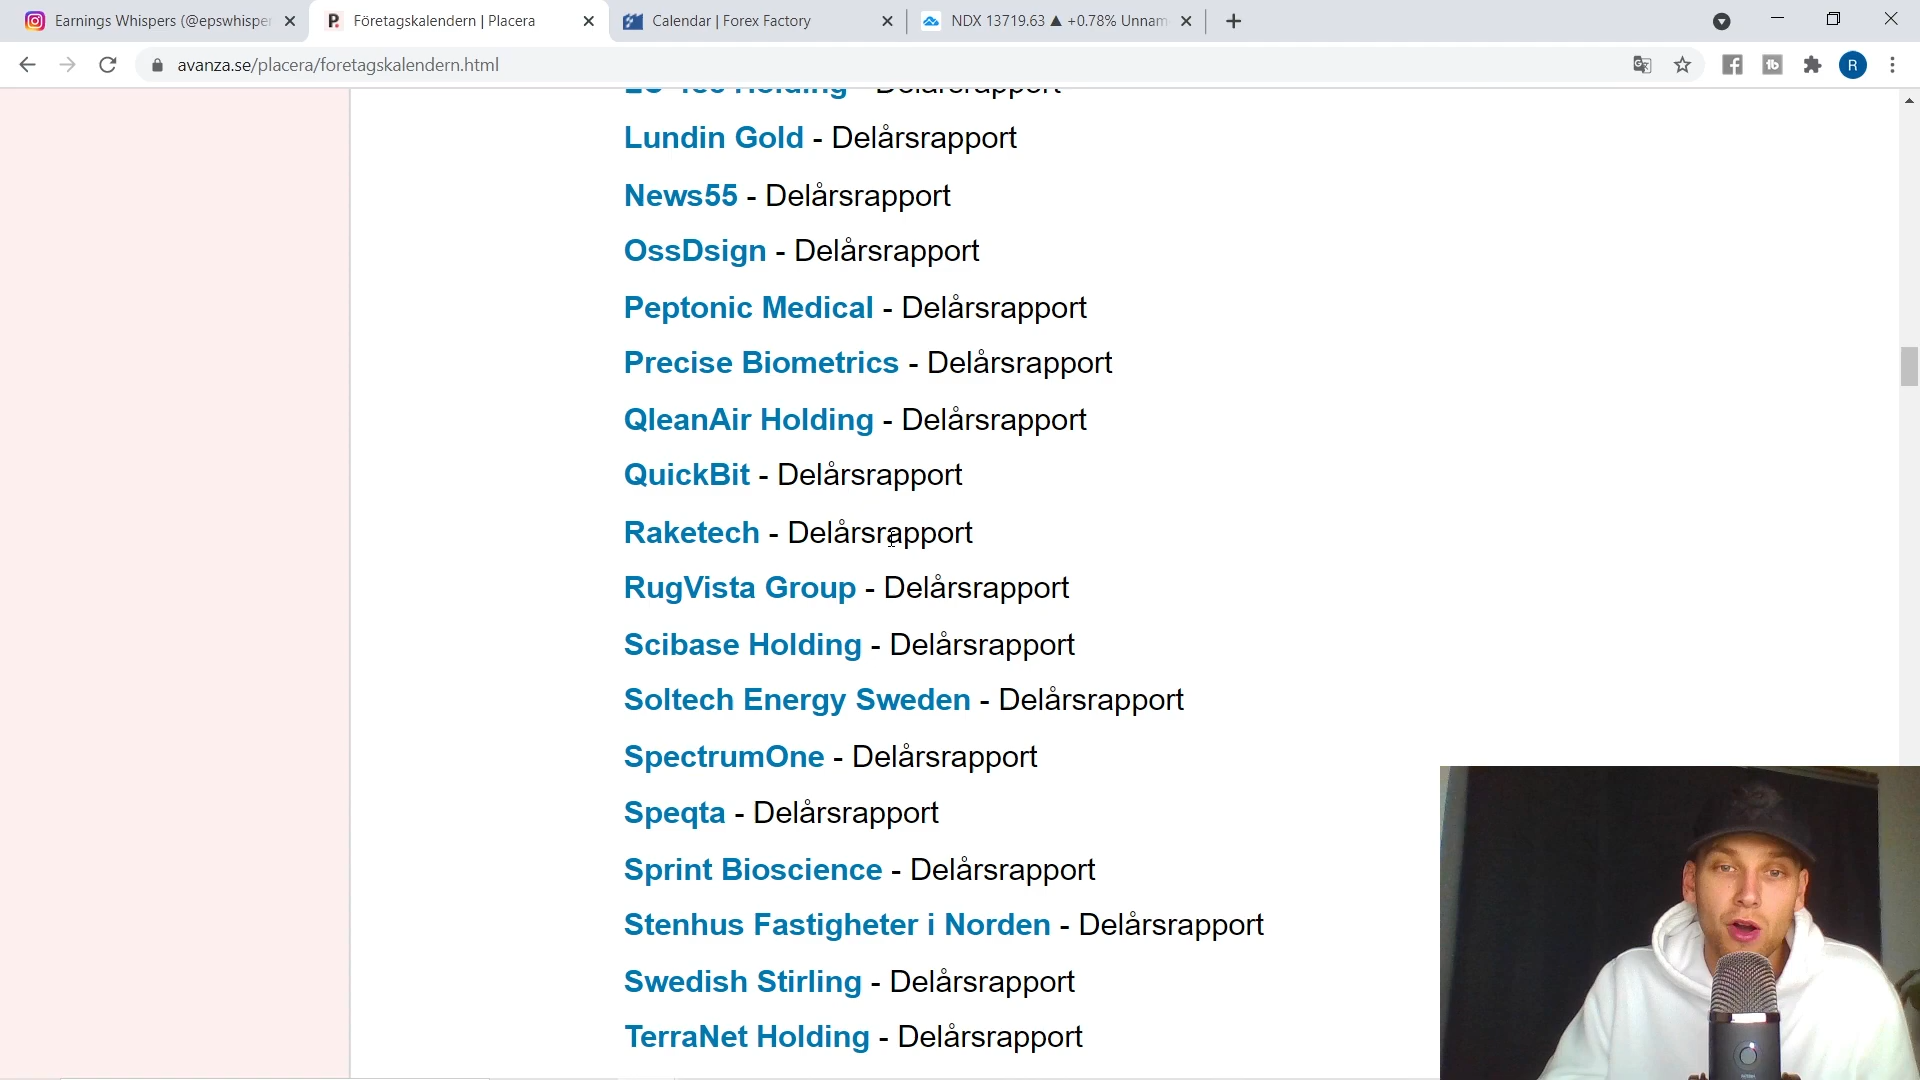 Earnings Whispers (@epswhisper
Företagskalendern | Placera
Calendar | Forex Factory
NDX 13719.63 ▲ +0.78% Unnam
avanza.se/placera/foretagskalendern.html
R
Lundin Gold - Delårsrapport
News55 - Delårsrapport
OssDsign - Delårsrapport
Peptonic Medical - Delårsrapport
Precise Biometrics - Delårsrapport
QleanAir Holding - Delårsrapport
QuickBit - Delårsrapport
Raketech - Delårsrapport
RugVista Group - Delårsrapport
Scibase Holding - Delårsrapport
Soltech Energy Sweden - Delårsrapport
SpectrumOne - Delårsrapport
Speqta - Delårsrapport
Sprint Bioscience - Delårsrapport
Stenhus Fastigheter i Norden - Delårsrapport
Swedish Stirling - Delårsrapport
TerraNet Holding - Delårsrapport